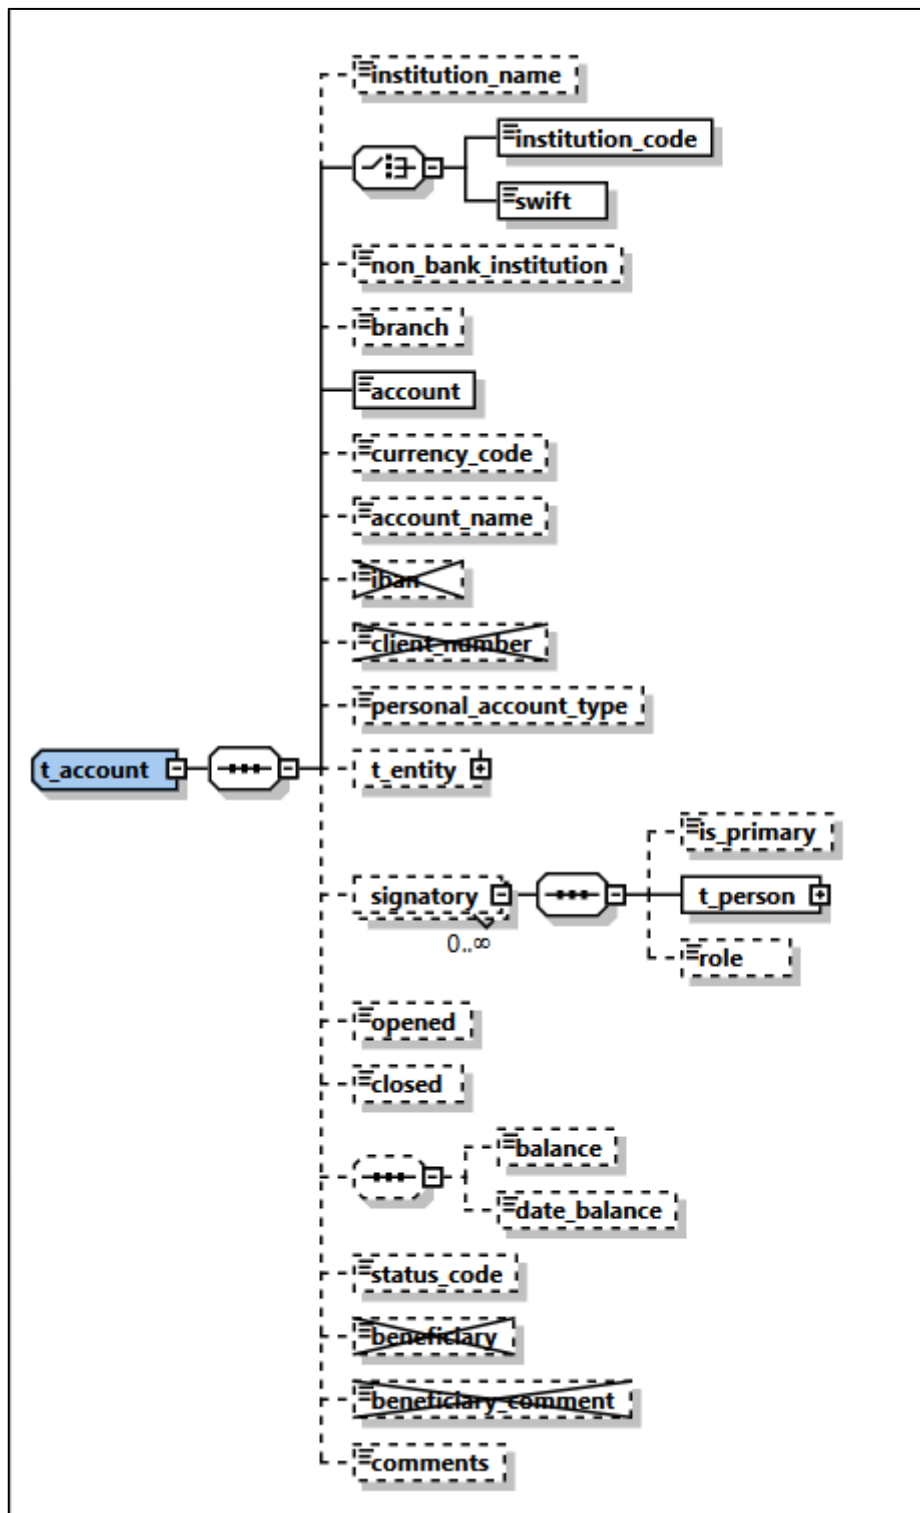 institution_name
institution_code
swift
non_bank_institution
branch
account
currency_code
account_name
iban
client_number
personal_account_type
t_account
t_entity
is_primary
signatory
t_person
0..∞
role
opened
closed
balance
date_balance
status_code
beneficiary
beneficiary_comment
comments